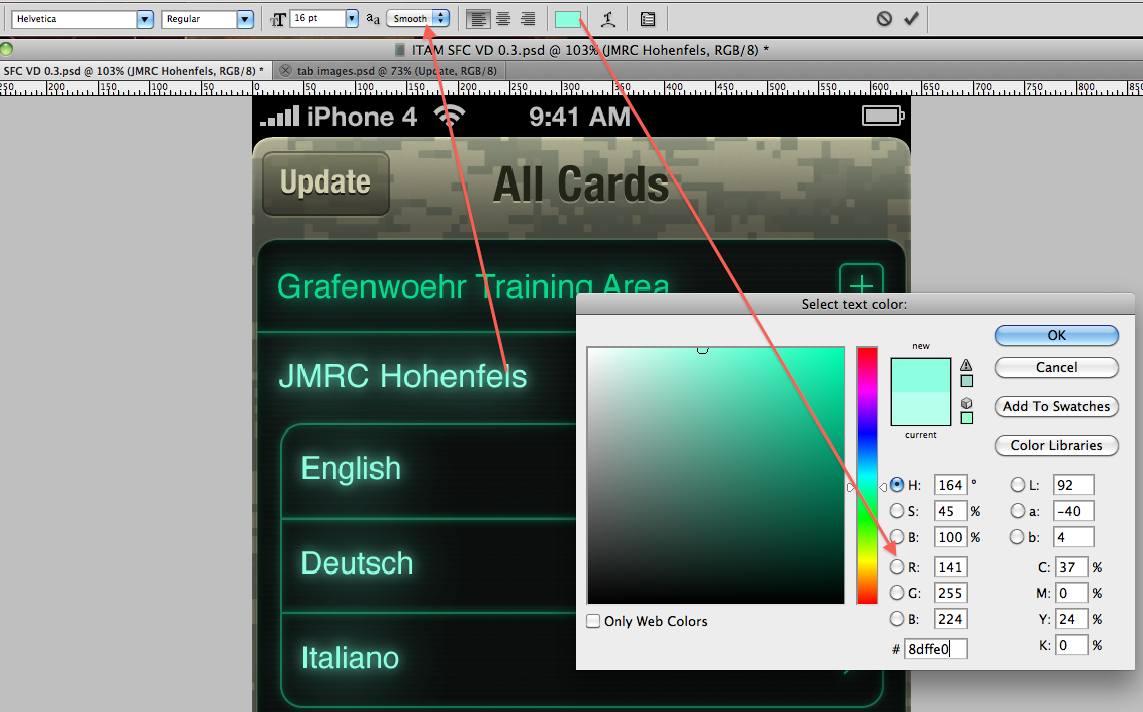 Helvetica Regular T 16 pt aa Smooth
ITAM SFC VD 0.3.psd @ 103% (JMRC Hohenfels, RGB/8) *
SFC VD 0.3.psd @ 103% (JMRC Hohenfels, RGB/8) * tab images.psd @ 73% (Update, RGB/8)
250 200 150 100 50 0 50 100 150 200 250 300 350 400 450 500 550 600 650 700 750 800 850
iPhone 4 9:41 AM
Update All Cards
Grafenwoehr Training Area
JMRC Hohenfels
English
Deutsch
Italiano
Select text color:
new
current
OK
Cancel
Add To Swatches
Color Libraries
H: 164 ° L: 92
S: 45 % a: -40
B: 100 % b: 4
R: 141 C: 37 %
G: 255 M: 0 %
B: 224 Y: 24 %
# 8dffe0 K: 0 %
Only Web Colors